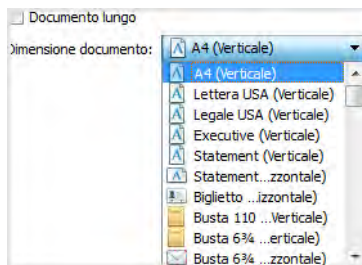 Documento lungo
Dimensione documento: A4 (Verticale)
A4 (Verticale)
Lettera USA (Verticale)
Legale USA (Verticale)
Executive (Verticale)
Statement (Verticale)
Statement...zzontale)
Biglietto ...izzontale)
Busta 110 ...Verticale)
Busta 6¾ ...erticale)
Busta 6¾ ...zzontale)